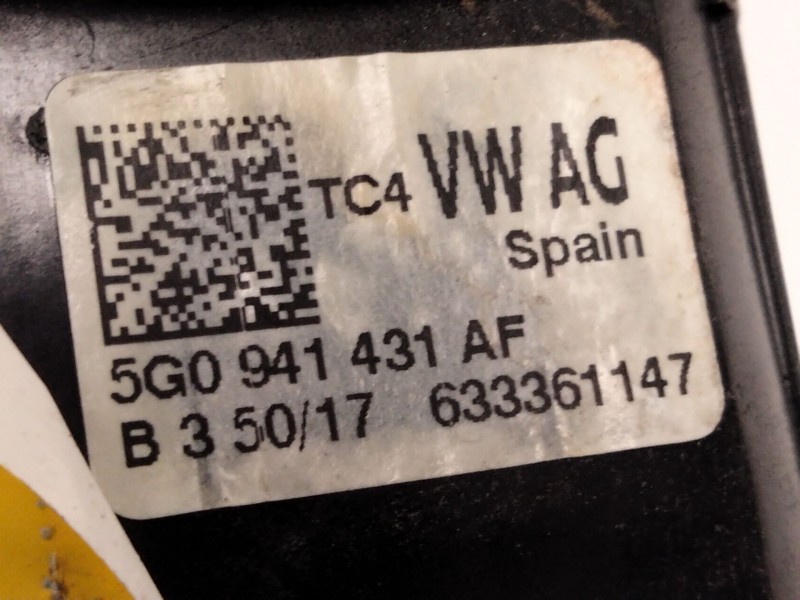 TC4 VW AG
Spain
5G0 941 431 AF
B 3 50/17 633361147